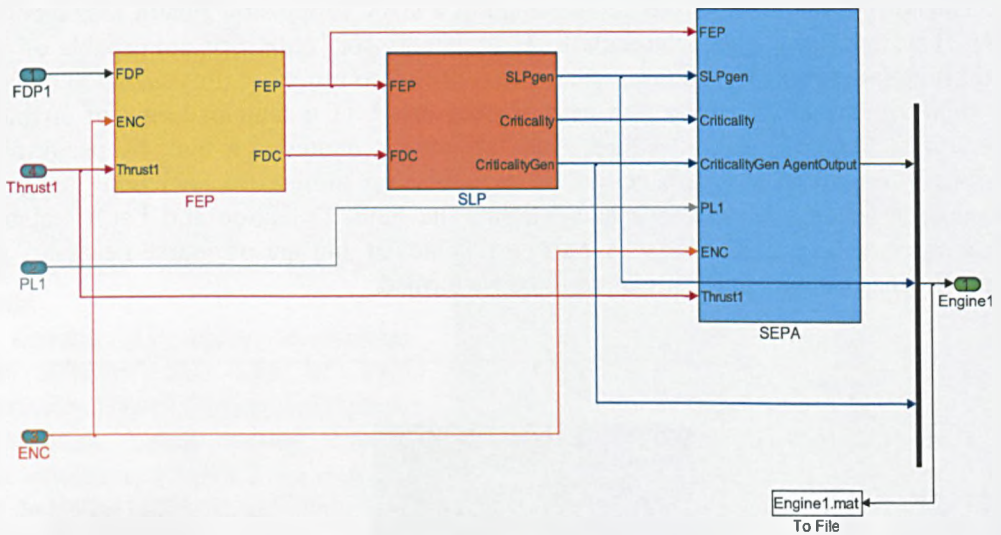 FDP1
Thrust1
PL1
ENC
FDP
ENC
Thrust1
FEP
FDC
FEP
FEP
FDC
SLPgen
Criticality
CriticalityGen
SLP
FEP
SLPgen
Criticality
CriticalityGen AgentOutput
PL1
ENC
Thrust1
SEPA
1
Engine1
Engine1.mat
To File